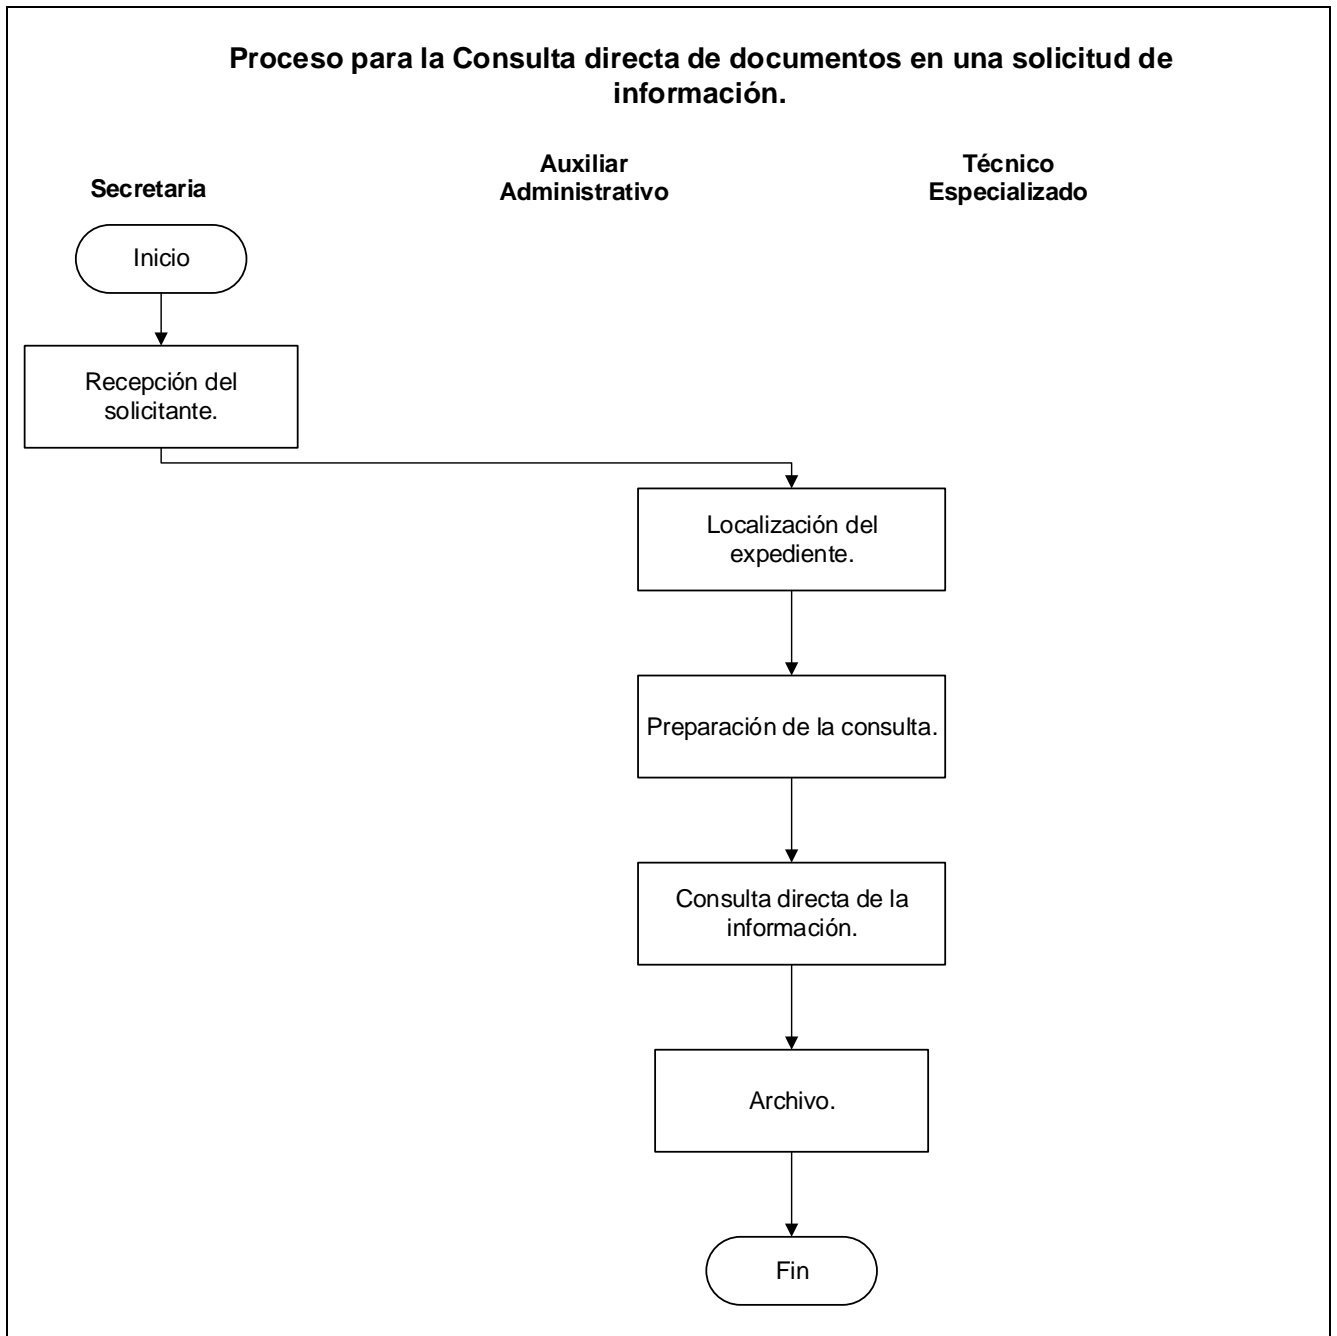 Proceso para la Consulta directa de documentos en una solicitud de
información.
Secretaria
Auxiliar
Administrativo
Técnico
Especializado
Inicio
Recepción del
solicitante.
Localización del
expediente.
Preparación de la consulta.
Consulta directa de la
información.
Archivo.
Fin